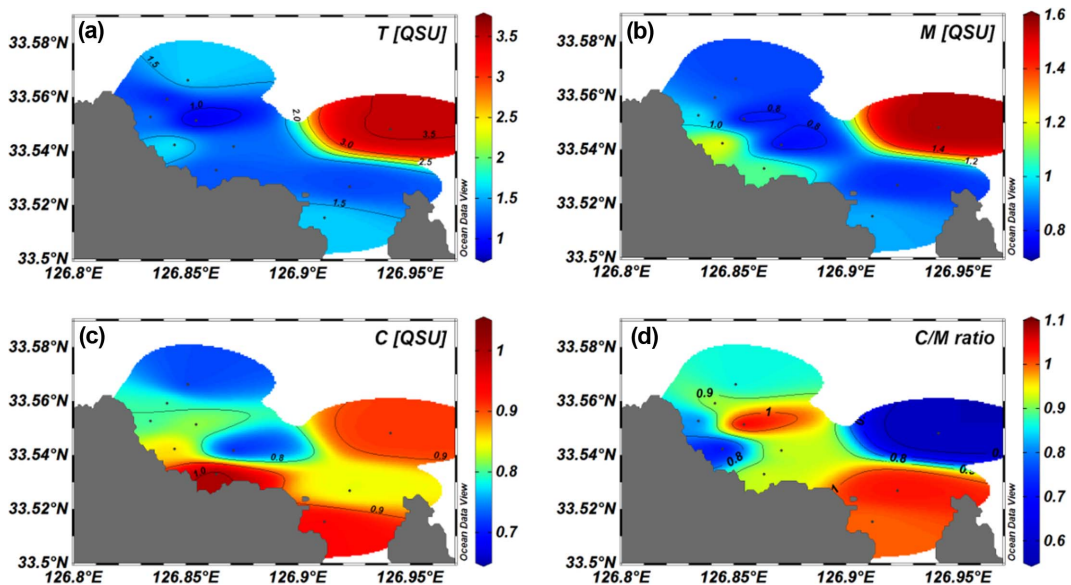 (a)
T [QSU]
33.58°N
33.56°N
33.54°N
33.52°N
33.5°N
126.8°E
126.85°E
126.9°E
126.95°E
1.5
1.0
2.0
3.0
3.5
2.5
1.5
Ocean Data View
3.5
3
2.5
2
1.5
1
(b)
M [QSU]
33.58°N
33.56°N
33.54°N
33.52°N
33.5°N
126.8°E
126.85°E
126.9°E
126.95°E
0.8
0.8
1.0
1.4
1.2
Ocean Data View
1.6
1.4
1.2
1
0.8
(c)
C [QSU]
33.58°N
33.56°N
33.54°N
33.52°N
33.5°N
126.8°E
126.85°E
126.9°E
126.95°E
0.8
1.0
0.9
0.9
Ocean Data View
1
0.9
0.8
0.7
(d)
C/M ratio
33.58°N
33.56°N
33.54°N
33.52°N
33.5°N
126.8°E
126.85°E
126.9°E
126.95°E
0.9
1
0.8
0.8
1
Ocean Data View
1.1
1
0.9
0.8
0.7
0.6